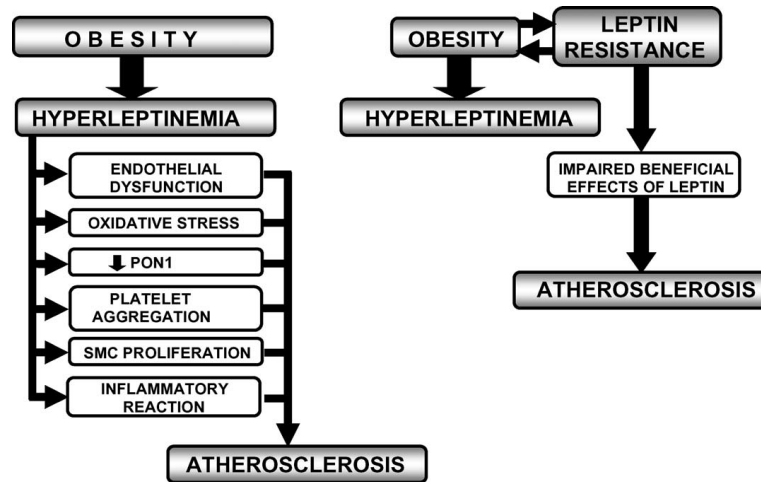 O B E S I T Y
HYPERLEPTINEMIA
ENDOTHELIAL
DYSFUNCTION
OXIDATIVE STRESS
PON1
PLATELET
AGGREGATION
SMC PROLIFERATION
INFLAMMATORY
REACTION
ATHEROSCLEROSIS
OBESITY
LEPTIN
RESISTANCE
HYPERLEPTINEMIA
IMPAIRED BENEFICIAL
EFFECTS OF LEPTIN
ATHEROSCLEROSIS